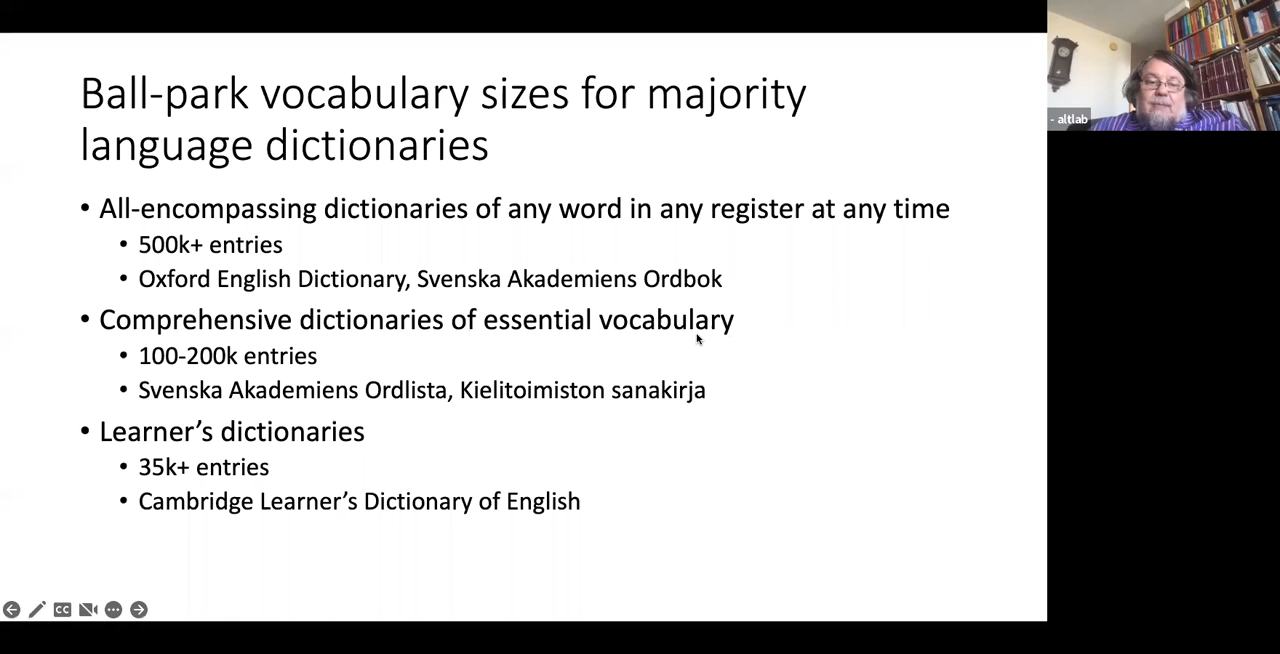 Ball-park vocabulary sizes for majority
language dictionaries
• All-encompassing dictionaries of any word in any register at any time
• 500k+ entries
• Oxford English Dictionary, Svenska Akademiens Ordbok
• Comprehensive dictionaries of essential vocabulary
• 100-200k entries
• Svenska Akademiens Ordlista, Kielitoimiston sanakirja
• Learner’s dictionaries
• 35k+ entries
• Cambridge Learner’s Dictionary of English
- altlab
CC